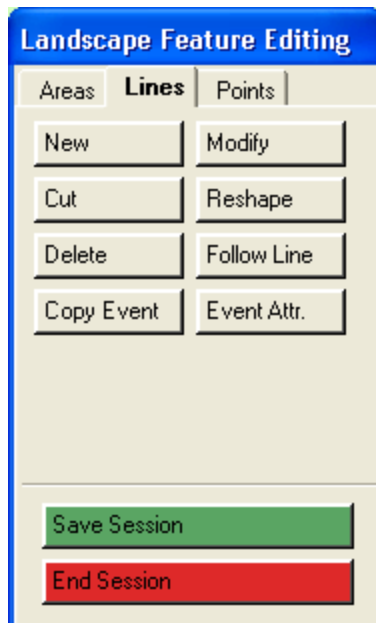 Landscape Feature Editing
Areas Lines Points
New Modify
Cut Reshape
Delete Follow Line
Copy Event Event Attr.
Save Session
End Session